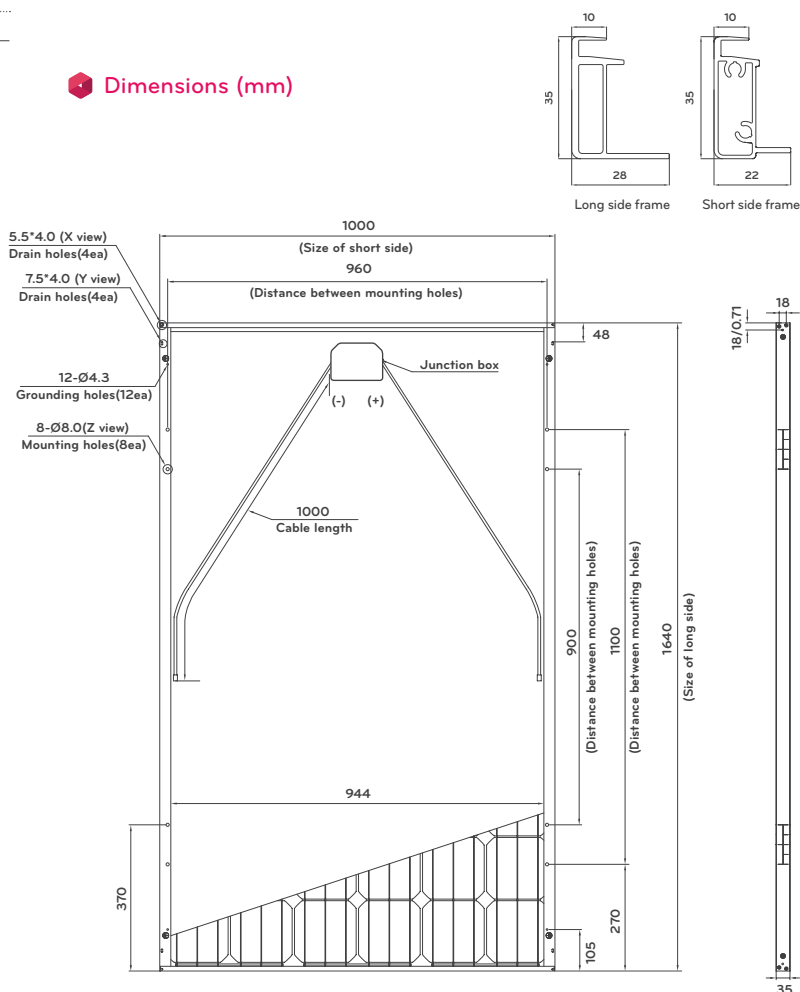 Dimensions (mm)
10
35
28
Long side frame
10
35
22
Short side frame
1000
(Size of short side)
960
(Distance between mounting holes)
5.5*4.0 (X view)
Drain holes(4ea)
7.5*4.0 (Y view)
Drain holes(4ea)
12-Ø4.3
Grounding holes(12ea)
8-Ø8.0(Z view)
Mounting holes(8ea)
48
Junction box
(-) (+)
1000
Cable length
900
(Distance between mounting holes)
1100
(Distance between mounting holes)
1640
(Size of long side)
944
370
270
105
18
18/0.71
35